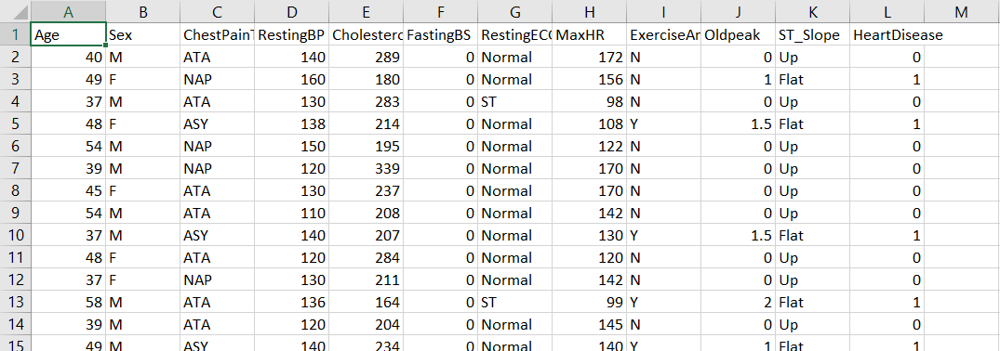 A B C D E F G H I J K L M
1 Age Sex ChestPainT RestingBP Cholestero FastingBS RestingECG MaxHR ExerciseAn Oldpeak ST_Slope HeartDisease
2 40 M ATA 140 289 0 Normal 172 N 0 Up 0
3 49 F NAP 160 180 0 Normal 156 N 1 Flat 1
4 37 M ATA 130 283 0 ST 98 N 0 Up 0
5 48 F ASY 138 214 0 Normal 108 Y 1.5 Flat 1
6 54 M NAP 150 195 0 Normal 122 N 0 Up 0
7 39 M NAP 120 339 0 Normal 170 N 0 Up 0
8 45 F ATA 130 237 0 Normal 170 N 0 Up 0
9 54 M ATA 110 208 0 Normal 142 N 0 Up 0
10 37 M ASY 140 207 0 Normal 130 Y 1.5 Flat 1
11 48 F ATA 120 284 0 Normal 120 N 0 Up 0
12 37 F NAP 130 211 0 Normal 142 N 0 Up 0
13 58 M ATA 136 164 0 ST 99 Y 2 Flat 1
14 39 M ATA 120 204 0 Normal 145 N 0 Up 0
15 49 M ASY 140 234 0 Normal 140 Y 1 Flat 1